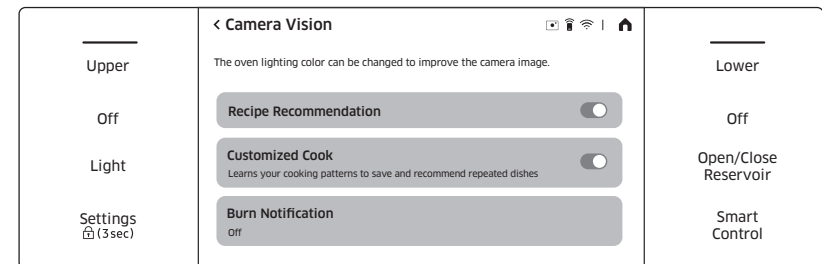 Upper
Off
Light
Settings
(3sec)
< Camera Vision
The oven lighting color can be changed to improve the camera image.
Recipe Recommendation
Customized Cook
Learns your cooking patterns to save and recommend repeated dishes
Burn Notification
Off
Lower
Off
Open/Close
Reservoir
Smart
Control